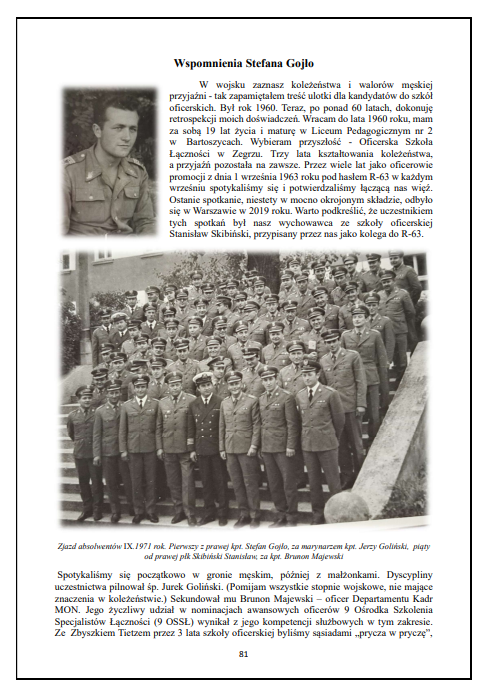 Wspomnienia Stefana Gojło
W wojsku zaznasz koleżeństwa i walorów męskiej
przyjaźni - tak zapamiętałem treść ulotki dla kandydatów do szkół
oficerskich. Był rok 1960. Teraz, po ponad 60 latach, dokonuję
retrospekcji moich doświadczeń. Wracam do lata 1960 roku, mam
za sobą 19 lat życia i maturę w Liceum Pedagogicznym nr 2
w Bartoszycach. Wybieram przyszłość - Oficerska Szkoła
Łączności w Zegrzu. Trzy lata kształtowania koleżeństwa,
a przyjaźń pozostała na zawsze. Przez wiele lat jako oficerowie
promocji z dnia 1 września 1963 roku pod hasłem R-63 w każdym
wrześniu spotykaliśmy się i potwierdzaliśmy łączącą nas więź.
Ostanie spotkanie, niestety w mocno okrojonym składzie, odbyło
się w Warszawie w 2019 roku. Warto podkreślić, że uczestnikiem
tych spotkań był nasz wychowawca ze szkoły oficerskiej
Stanisław Skibiński, przypisany przez nas jako kolega do R-63.
Zjazd absolwentów IX.1971 rok. Pierwszy z prawej kpt. Stefan Gojło, za marynarzem kpt. Jerzy Goliński, piąty
od prawej płk Skibiński Stanisław, za kpt. Brunon Majewski
Spotykaliśmy się początkowo w gronie męskim, później z małżonkami. Dyscypliny
uczestnictwa pilnował śp. Jurek Goliński. (Pomijam wszystkie stopnie wojskowe, nie mające
znaczenia w koleżeństwie.) Sekundował mu Brunon Majewski – oficer Departamentu Kadr
MON. Jego życzliwy udział w nominacjach awansowych oficerów 9 Ośrodka Szkolenia
Specjalistów Łączności (9 OSSŁ) wynikał z jego kompetencji służbowych w tym zakresie.
Ze Zbyszkiem Tietzem przez 3 lata szkoły oficerskiej byliśmy sąsiadami „prycza w pryczę”,
81